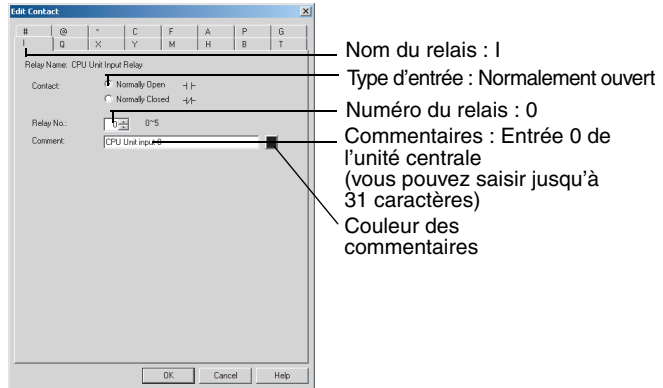 Edit Contact
# @ * C F A P G
I Q X Y M H B T
Relay Name: CPU Unit Input Relay
Contact: Normally Open
Normally Closed
Relay No.: 0 0~5
Comment: CPU Unit input 0
OK Cancel Help
Nom du relais : I
Type d'entrée : Normalement ouvert
Numéro du relais : 0
Commentaires : Entrée 0 de
l'unité centrale
(vous pouvez saisir jusqu'à
31 caractères)
Couleur des
commentaires